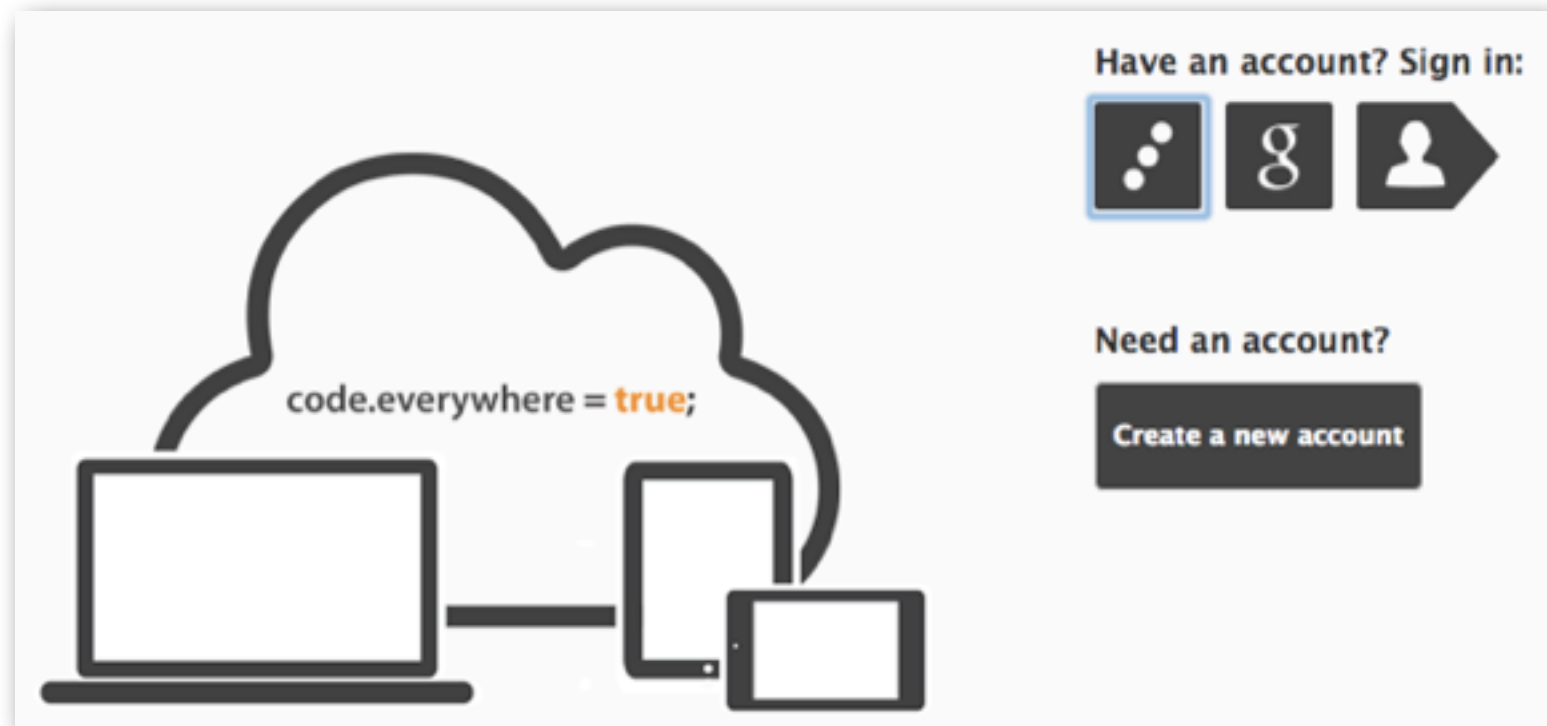 Have an account? Sign in:
g
code.everywhere = true;
Need an account?
Create a new account